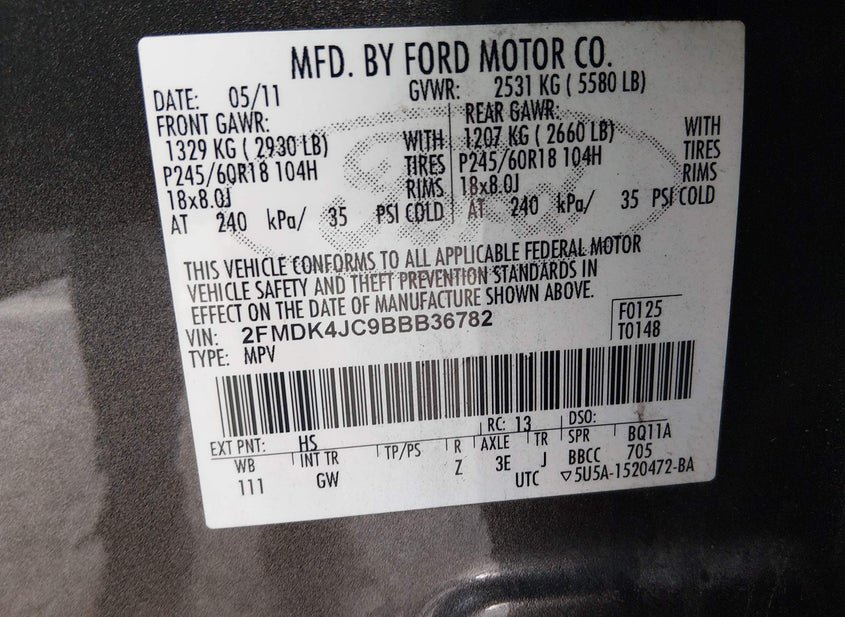 MFD. BY FORD MOTOR CO.
DATE: 05/11 GVWR: 2531 KG ( 5580 LB)
FRONT GAWR: REAR GAWR:
1329 KG ( 2930 LB) WITH 1207 KG ( 2660 LB) WITH
P245/60R18 104H TIRES P245/60R18 104H TIRES
18x8.0J RIMS 18x8.0J RIMS
AT 240 kPa/ 35 PSI COLD AT 240 kPa/ 35 PSI COLD
THIS VEHICLE CONFORMS TO ALL APPLICABLE FEDERAL MOTOR
VEHICLE SAFETY AND THEFT PREVENTION STANDARDS IN
EFFECT ON THE DATE OF MANUFACTURE SHOWN ABOVE.
VIN: 2FMDK4JC9BBB36782 F0125
TYPE: MPV T0148
EXT PNT: HS RC: 13 DSO:
WB INT TR TP/PS R AXLE TR SPR BQ11A
111 GW Z 3E J BBCC 705
UTC ▽5U5A-1520472-BA
Ford